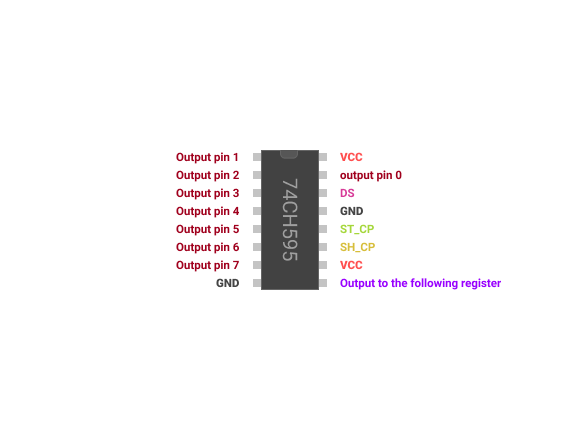 Output pin 1
Output pin 2
Output pin 3
Output pin 4
Output pin 5
Output pin 6
Output pin 7
GND
74CH595
VCC
output pin 0
DS
GND
ST_CP
SH_CP
VCC
Output to the following register